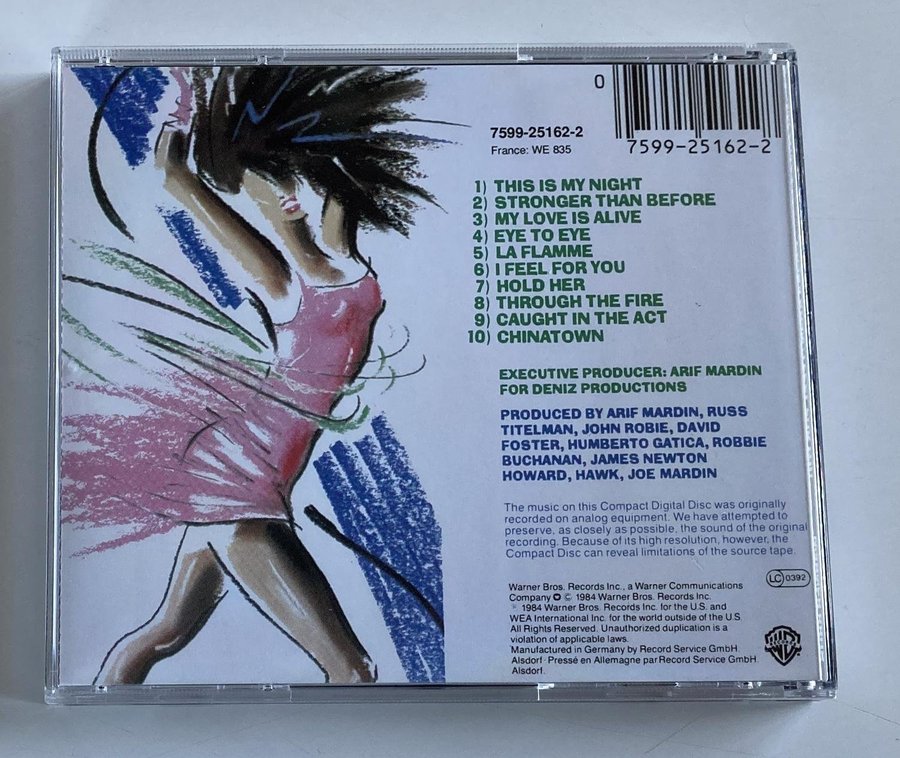 0
7599-25162-2
7599-25162-2
France: WE 835
1) THIS IS MY NIGHT
2) STRONGER THAN BEFORE
3) MY LOVE IS ALIVE
4) EYE TO EYE
5) LA FLAMME
6) I FEEL FOR YOU
7) HOLD HER
8) THROUGH THE FIRE
9) CAUGHT IN THE ACT
10) CHINATOWN
EXECUTIVE PRODUCER: ARIF MARDIN
FOR DENIZ PRODUCTIONS
PRODUCED BY ARIF MARDIN, RUSS
TITELMAN, JOHN ROBIE, DAVID
FOSTER, HUMBERTO GATICA, ROBBIE
BUCHANAN, JAMES NEWTON
HOWARD, HAWK, JOE MARDIN
The music on this Compact Digital Disc was originally
recorded on analog equipment. We have attempted to
preserve, as closely as possible, the sound of the original
recording. Because of its high resolution, however, the
Compact Disc can reveal limitations of the source tape.
LC 0392
Warner Bros. Records Inc., a Warner Communications
Company © 1984 Warner Bros. Records Inc.
℗ 1984 Warner Bros. Records Inc. for the U.S. and
WEA International Inc. for the world outside of the U.S.
All Rights Reserved. Unauthorized duplication is a
violation of applicable laws.
Manufactured in Germany by Record Service GmbH,
Alsdorf · Pressé en Allemagne par Record Service GmbH.
Alsdorf.
WB
RECORDS